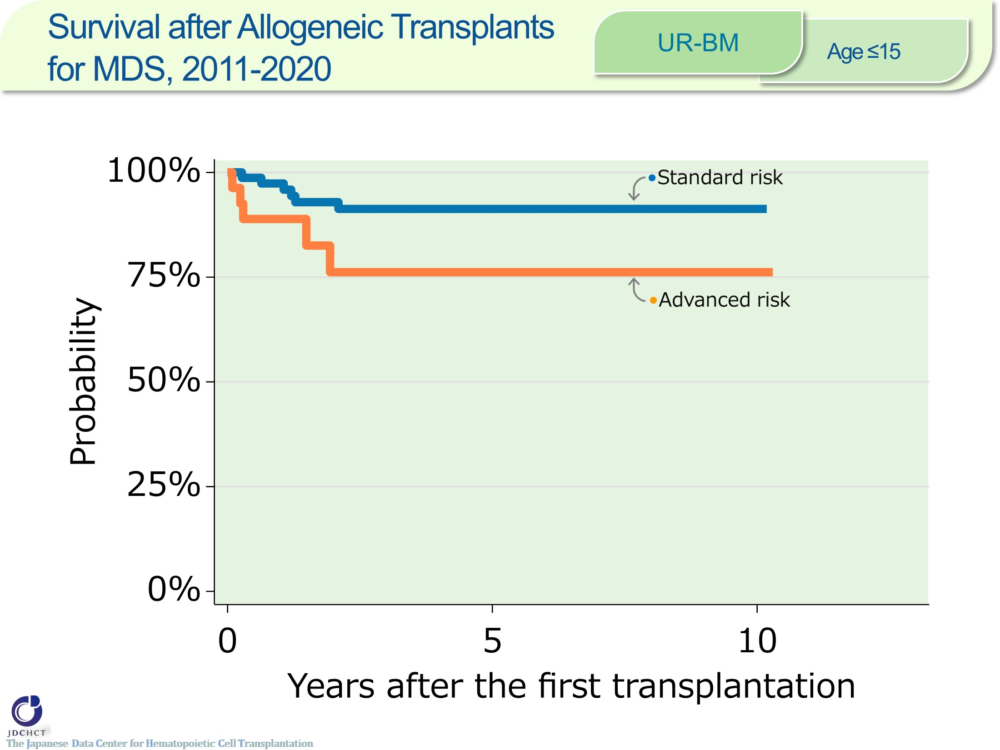 Survival after Allogeneic Transplants
for MDS, 2011-2020
UR-BM
Age ≤15
100%
75%
50%
25%
0%
Probability
Standard risk
Advanced risk
0 5 10
Years after the first transplantation
JDCHCT
The Japanese Data Center for Hematopoietic Cell Transplantation